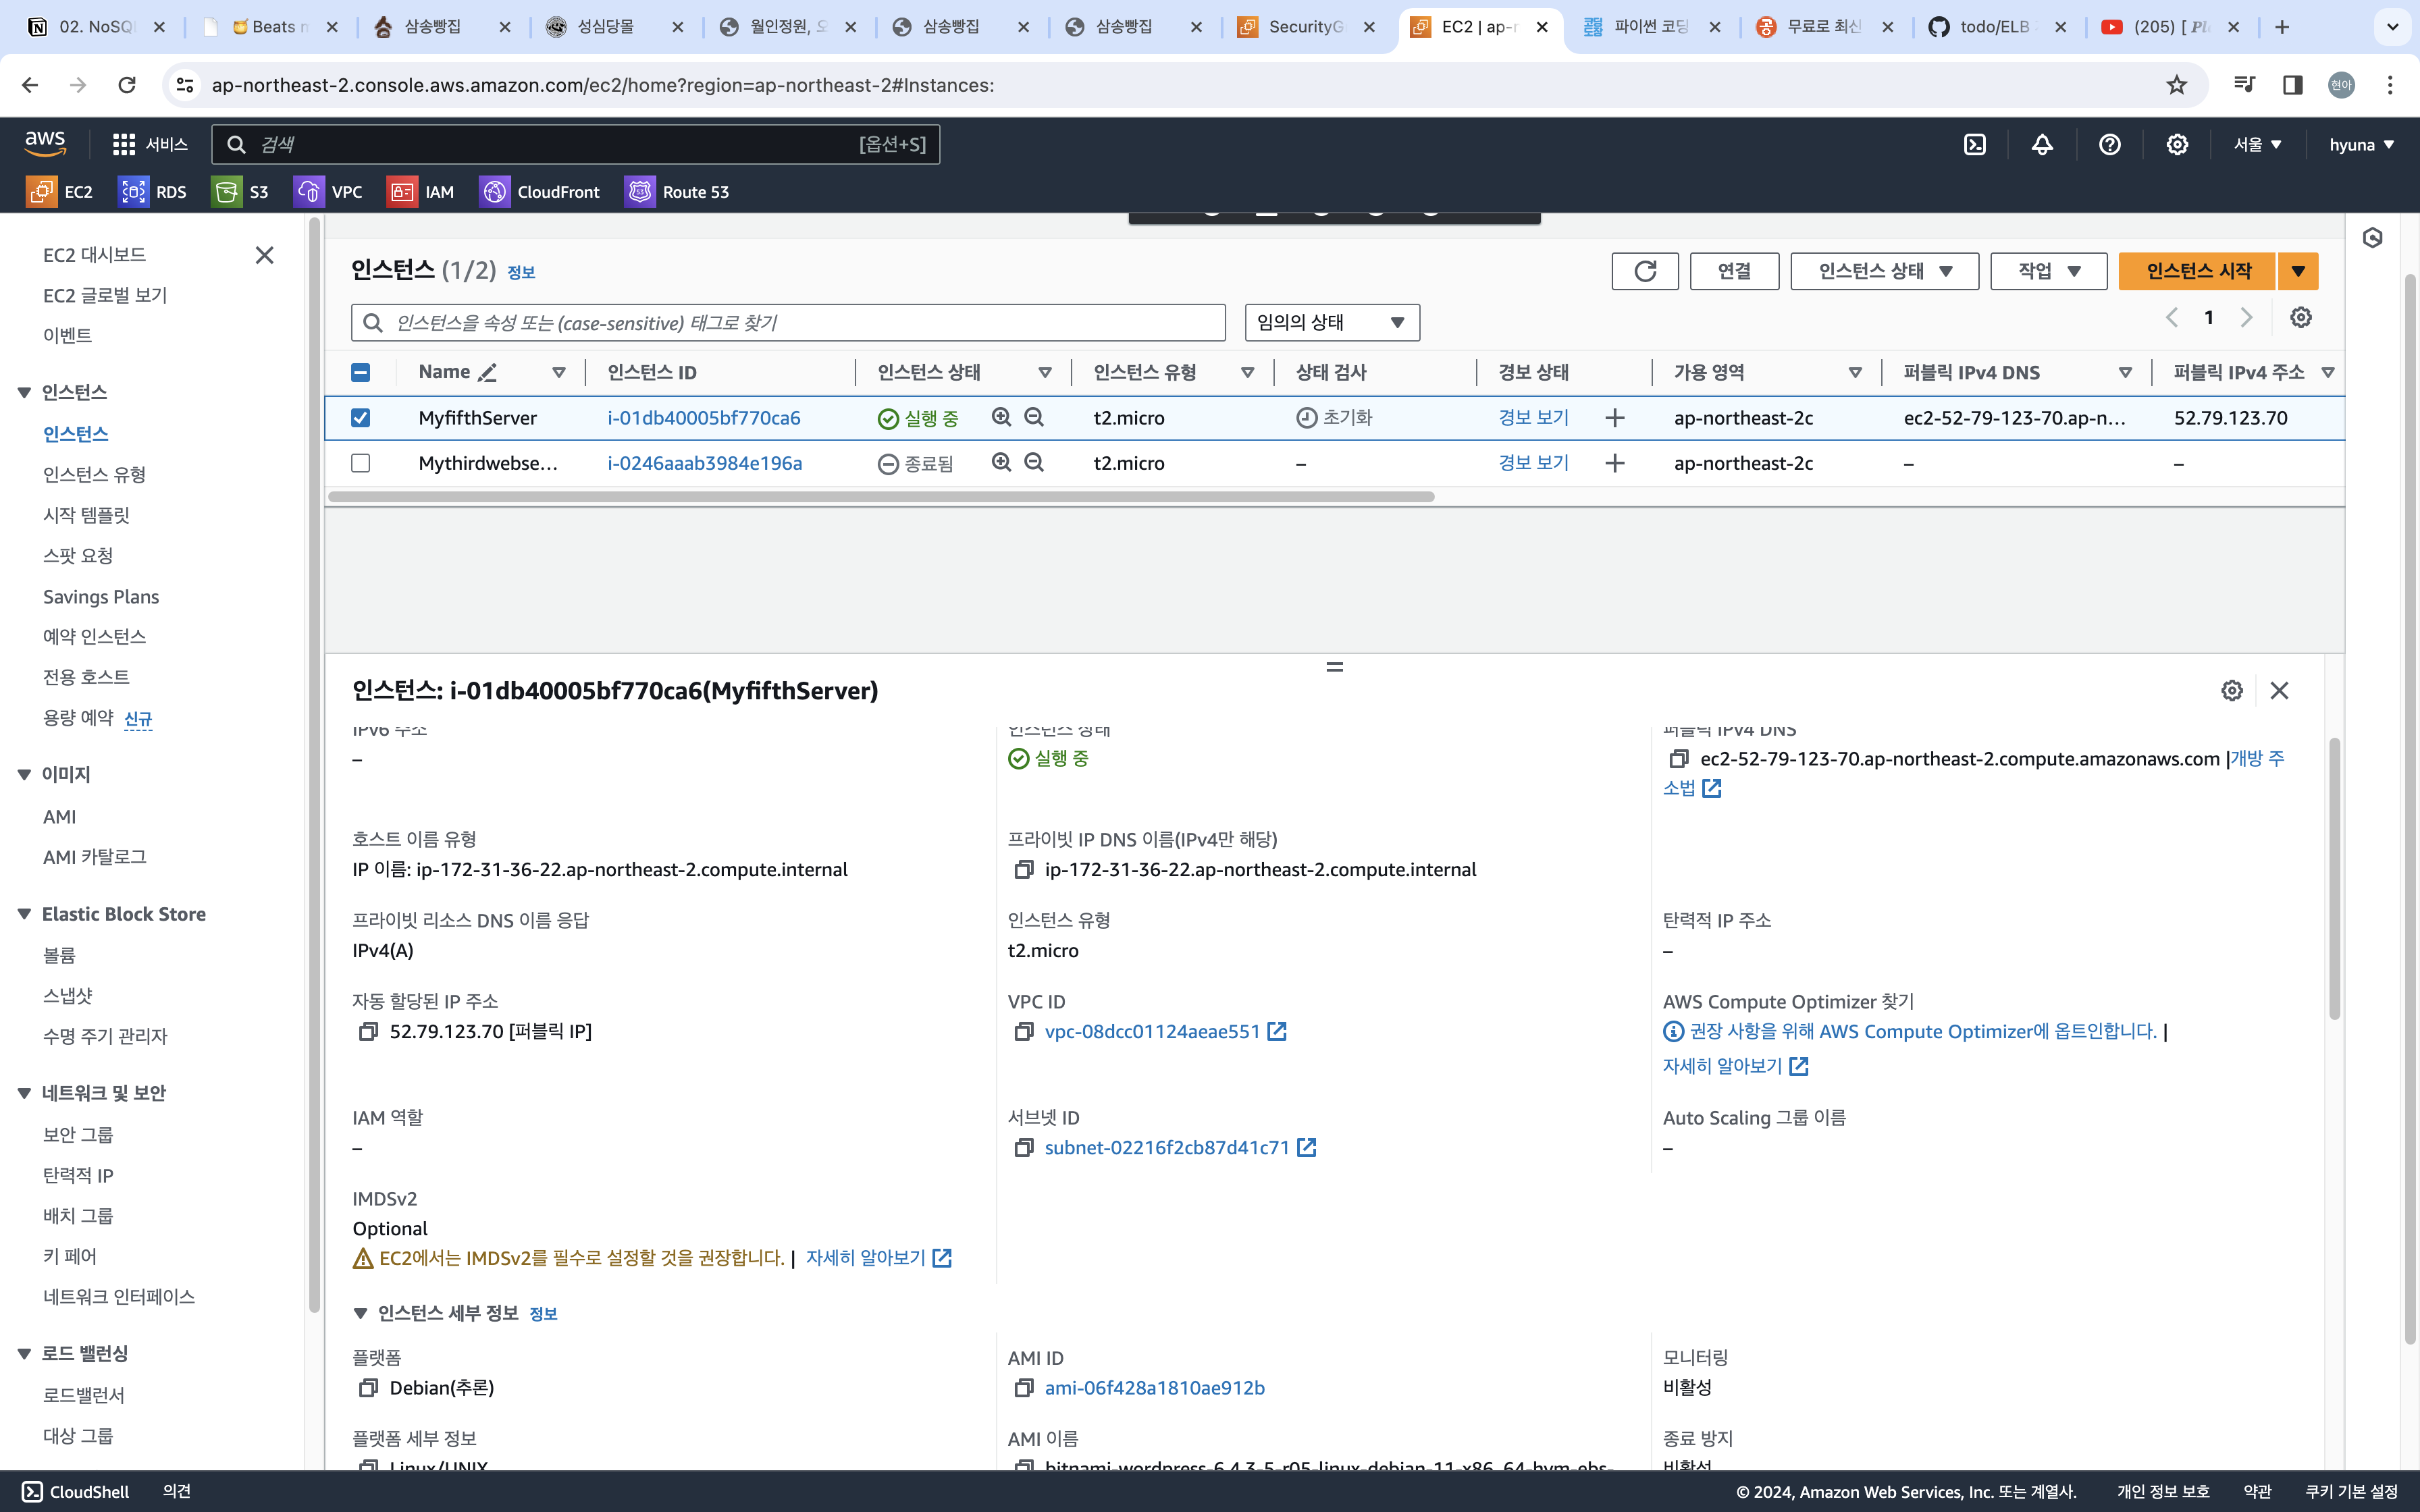 02. NoSQ
Beats m
삼송빵집
성심당몰
월인정원, 오
삼송빵집
삼송빵집
SecurityG
EC2 | ap-n
파이썬 코딩
무료로 최신
todo/ELB
(205) [ Pl
ap-northeast-2.console.aws.amazon.com/ec2/home?region=ap-northeast-2#Instances:
현아
aws
서비스
검색
[옵션+S]
서울
hyuna
EC2
RDS
S3
VPC
IAM
CloudFront
Route 53
EC2 대시보드
EC2 글로벌 보기
이벤트
인스턴스
인스턴스
인스턴스 유형
시작 템플릿
스팟 요청
Savings Plans
예약 인스턴스
전용 호스트
용량 예약 신규
이미지
AMI
AMI 카탈로그
Elastic Block Store
볼륨
스냅샷
수명 주기 관리자
네트워크 및 보안
보안 그룹
탄력적 IP
배치 그룹
키 페어
네트워크 인터페이스
로드 밸런싱
로드밸런서
대상 그룹
인스턴스 (1/2) 정보
연결
인스턴스 상태
작업
인스턴스 시작
인스턴스을 속성 또는 (case-sensitive) 태그로 찾기
임의의 상태
1
Name
인스턴스 ID
인스턴스 상태
인스턴스 유형
상태 검사
경보 상태
가용 영역
퍼블릭 IPv4 DNS
퍼블릭 IPv4 주소
MyfifthServer
i-01db40005bf770ca6
실행 중
t2.micro
초기화
경보 보기
ap-northeast-2c
ec2-52-79-123-70.ap-n...
52.79.123.70
Mythirdwebse...
i-0246aaab3984e196a
종료됨
t2.micro
–
경보 보기
ap-northeast-2c
–
–
인스턴스: i-01db40005bf770ca6(MyfifthServer)
IPv6 주소
–
인스턴스 상태
실행 중
퍼블릭 IPv4 DNS
ec2-52-79-123-70.ap-northeast-2.compute.amazonaws.com |개방 주
소법
호스트 이름 유형
IP 이름: ip-172-31-36-22.ap-northeast-2.compute.internal
프라이빗 IP DNS 이름(IPv4만 해당)
ip-172-31-36-22.ap-northeast-2.compute.internal
프라이빗 리소스 DNS 이름 응답
IPv4(A)
인스턴스 유형
t2.micro
탄력적 IP 주소
–
자동 할당된 IP 주소
52.79.123.70 [퍼블릭 IP]
VPC ID
vpc-08dcc01124aeae551
AWS Compute Optimizer 찾기
권장 사항을 위해 AWS Compute Optimizer에 옵트인합니다. |
자세히 알아보기
IAM 역할
–
서브넷 ID
subnet-02216f2cb87d41c71
Auto Scaling 그룹 이름
–
IMDSv2
Optional
EC2에서는 IMDSv2를 필수로 설정할 것을 권장합니다. | 자세히 알아보기
인스턴스 세부 정보 정보
플랫폼
Debian(추론)
AMI ID
ami-06f428a1810ae912b
모니터링
비활성
플랫폼 세부 정보
Linux/UNIX
AMI 이름
bitnami-wordpress-6.4.3-5-r05-linux-debian-11-x86_64-hvm-ebs-
종료 방지
비활성
CloudShell
의견
© 2024, Amazon Web Services, Inc. 또는 계열사.
개인 정보 보호
약관
쿠키 기본 설정